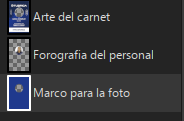 Arte del carnet
Forografia del personal
Marco para la foto